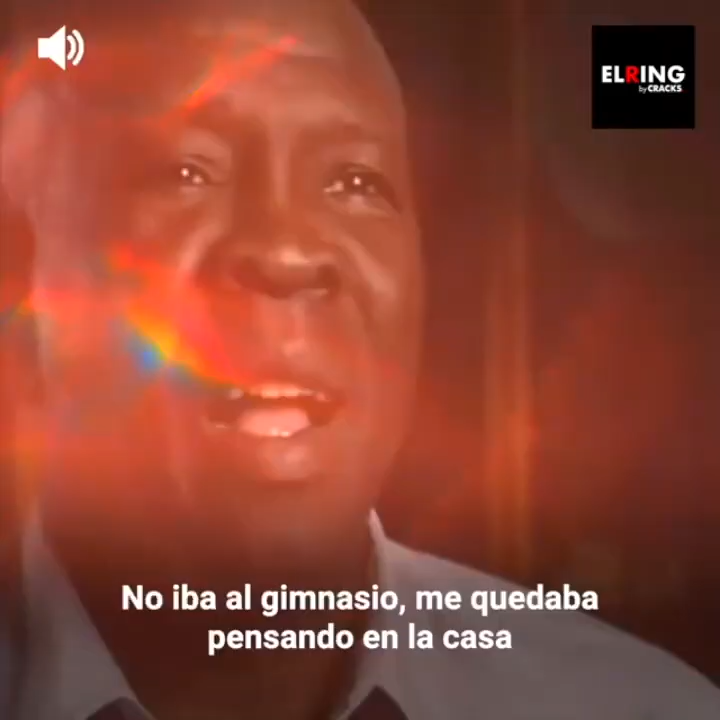 ELRING
by CRACKS
No iba al gimnasio, me quedaba
pensando en la casa